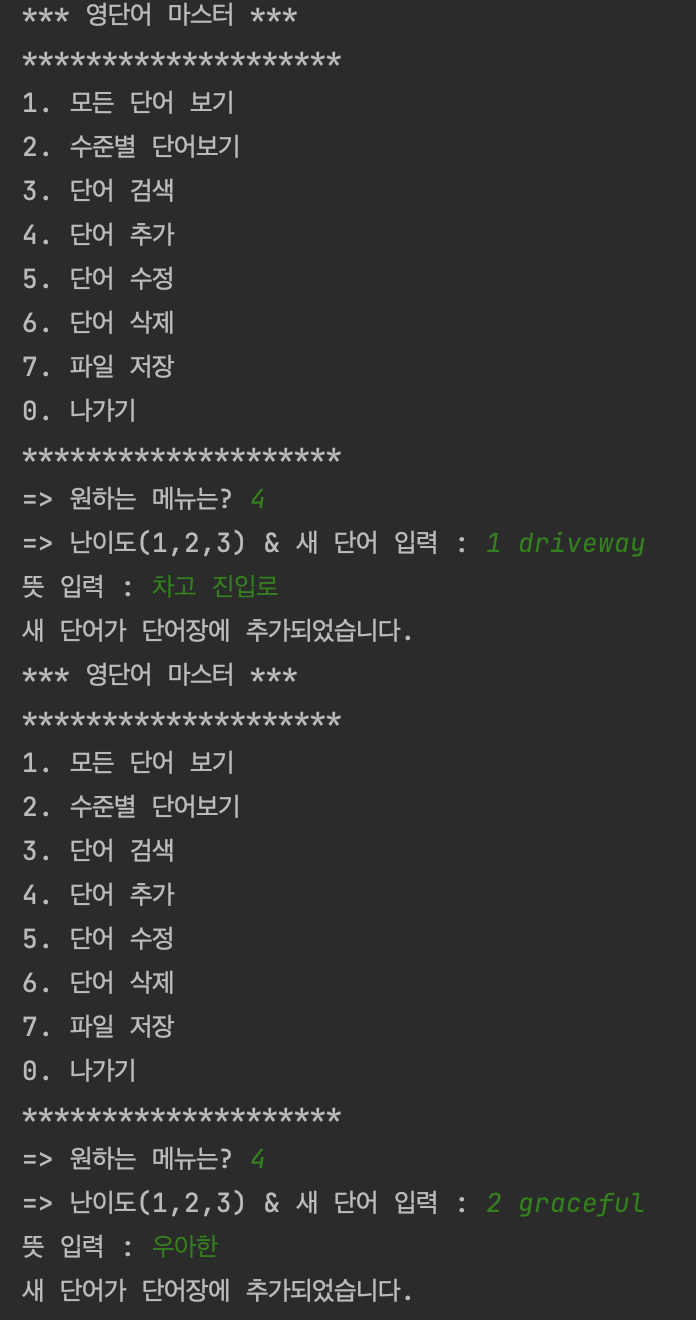 *** 영단어 마스터 ***
********************
1. 모든 단어 보기
2. 수준별 단어보기
3. 단어 검색
4. 단어 추가
5. 단어 수정
6. 단어 삭제
7. 파일 저장
0. 나가기
********************
=> 원하는 메뉴는? 4
=> 난이도(1,2,3) & 새 단어 입력 : 1 driveway
뜻 입력 : 차고 진입로
새 단어가 단어장에 추가되었습니다.
*** 영단어 마스터 ***
********************
1. 모든 단어 보기
2. 수준별 단어보기
3. 단어 검색
4. 단어 추가
5. 단어 수정
6. 단어 삭제
7. 파일 저장
0. 나가기
********************
=> 원하는 메뉴는? 4
=> 난이도(1,2,3) & 새 단어 입력 : 2 graceful
뜻 입력 : 우아한
새 단어가 단어장에 추가되었습니다.